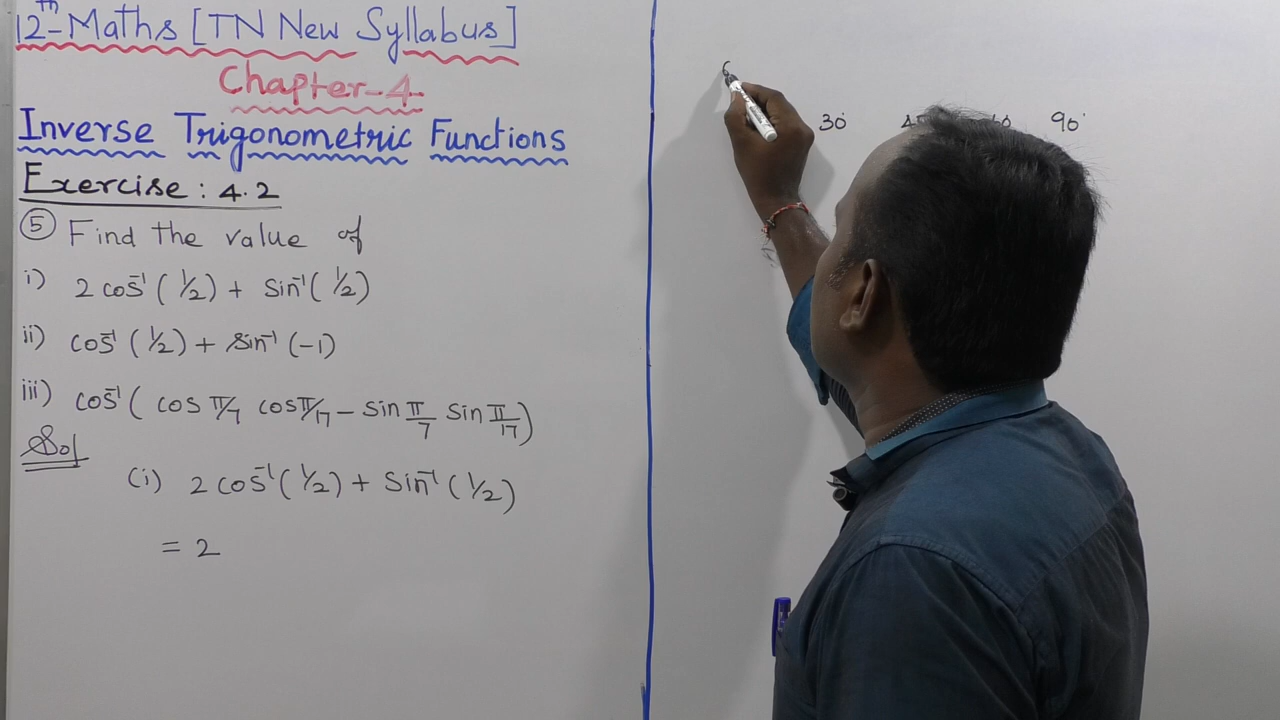 12th-Maths [TN New Syllabus]
Chapter-4
Inverse Trigonometric Functions
Exercise: 4.2
⑤ Find the value of
i) 2 cos⁻¹(1/2) + sin⁻¹(1/2)
ii) cos⁻¹(1/2) + sin⁻¹(-1)
iii) cos⁻¹(cos π/7 cos π/17 - sin π/7 sin π/17)
Sol
(i) 2 cos⁻¹(1/2) + Sin⁻¹(1/2)
= 2
30° 90°